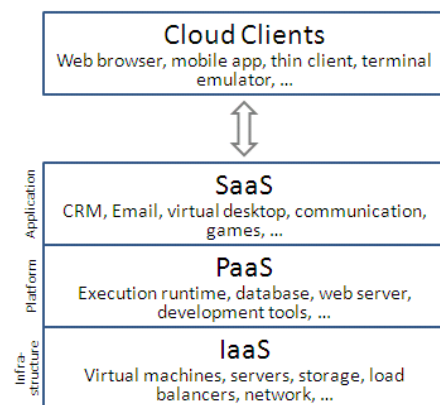 Cloud Clients
Web browser, mobile app, thin client, terminal
emulator, ...
Application
SaaS
CRM, Email, virtual desktop, communication,
games, ...
Platform
PaaS
Execution runtime, database, web server,
development tools, ...
Infra-
structure
IaaS
Virtual machines, servers, storage, load
balancers, network, ...